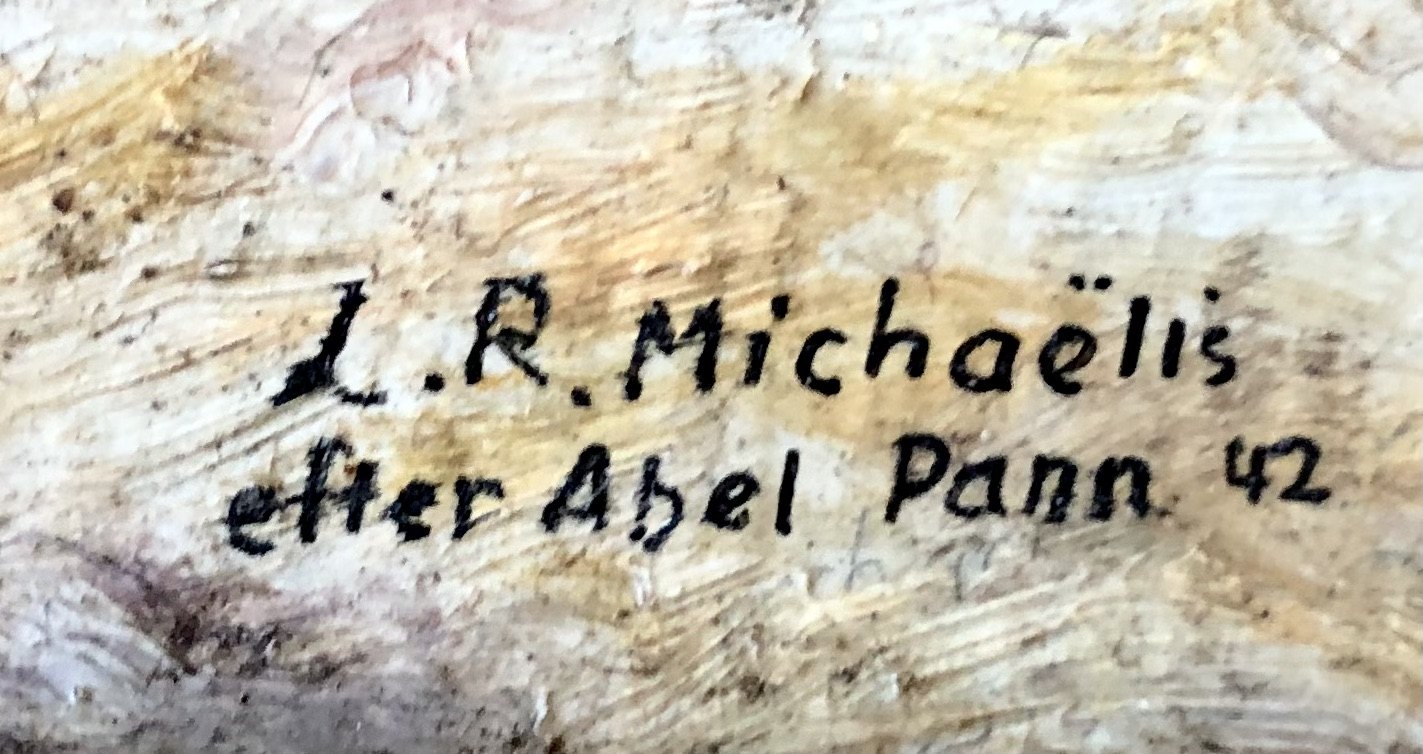 L.R. Michaëlis
efter Abel Pann 42